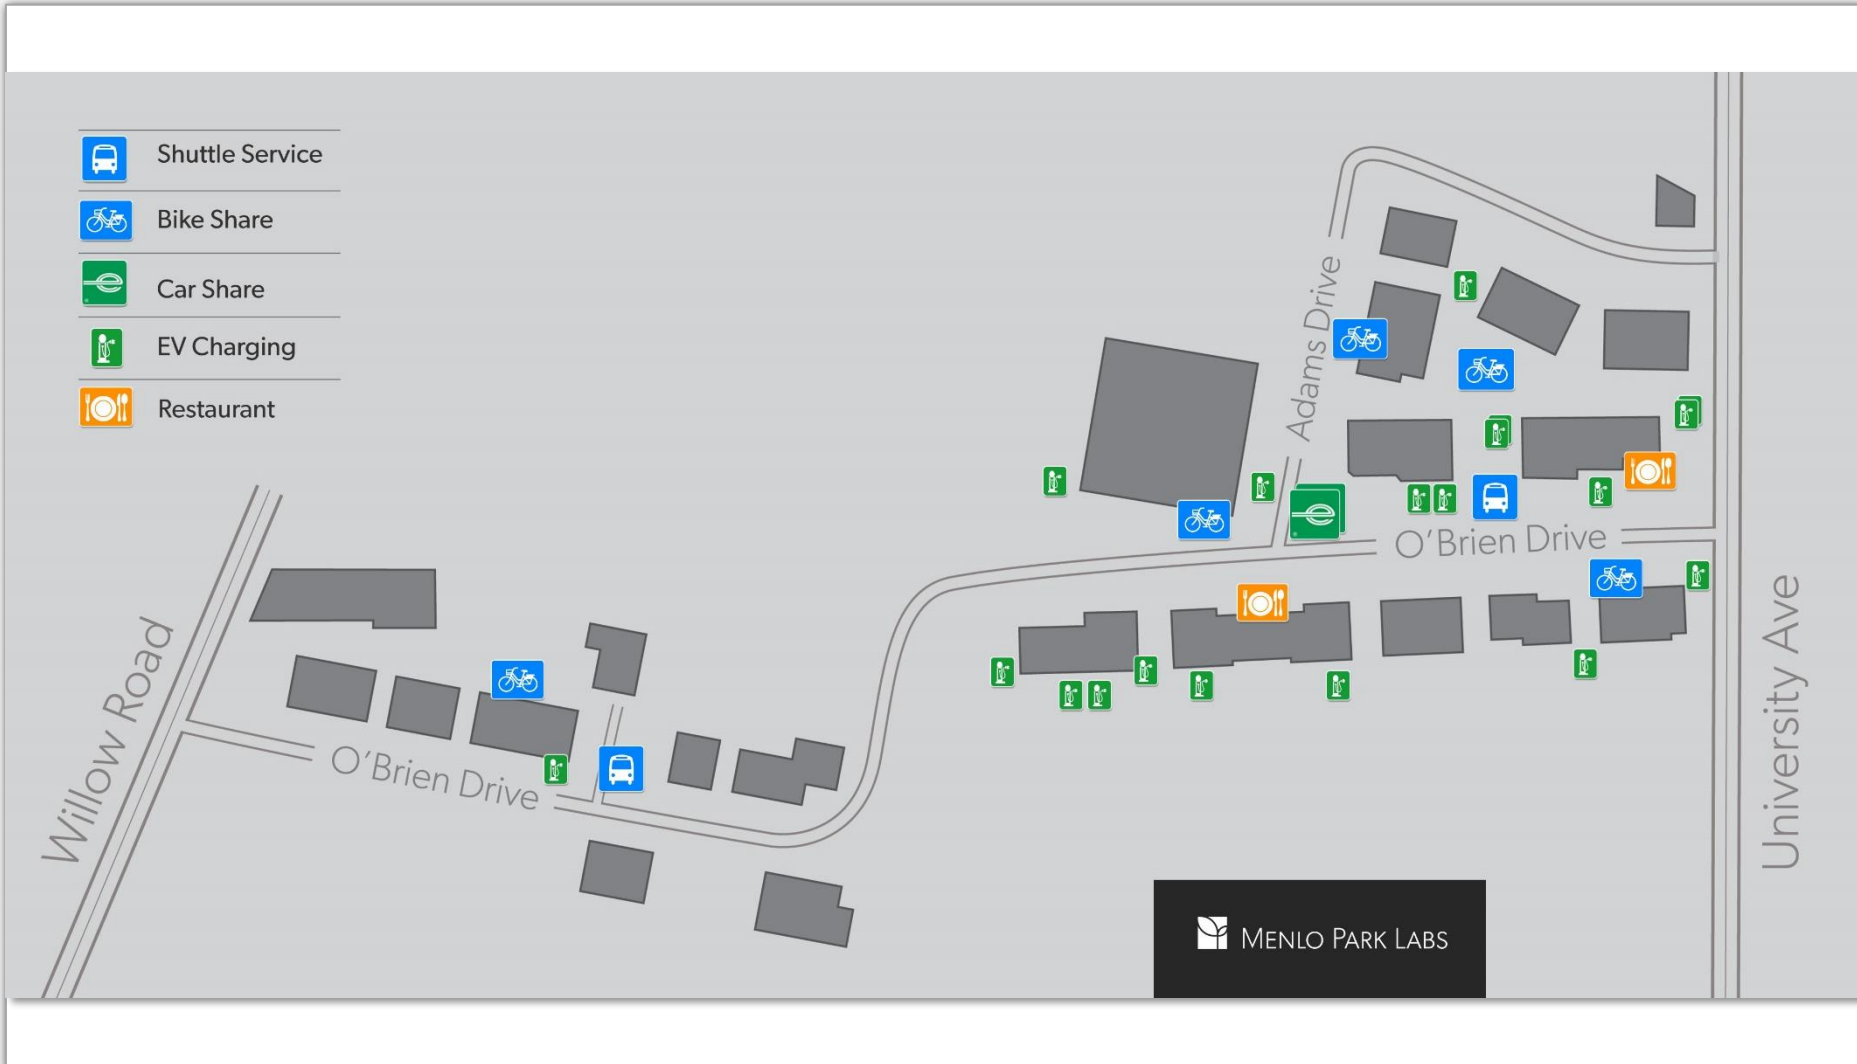 Shuttle Service
Bike Share
Car Share
EV Charging
Restaurant
Adams Drive
O'Brien Drive
Willow Road
O'Brien Drive
University Ave
MENLO PARK LABS